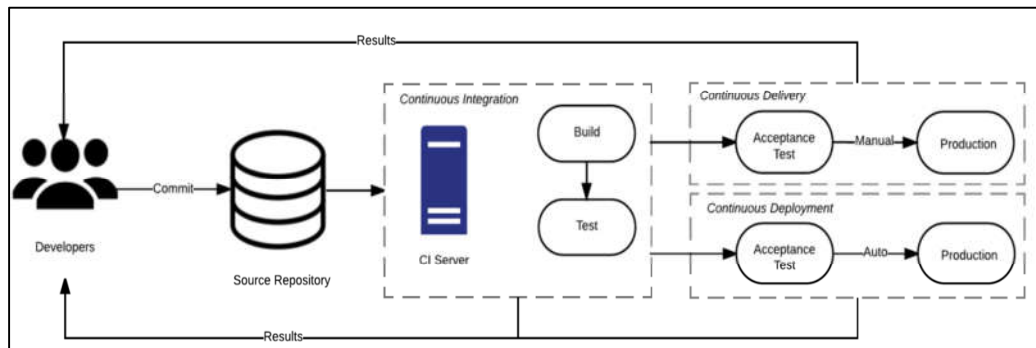 Results
Continuous Integration
Continuous Delivery
Build
Acceptance
Test
Manual
Production
Commit
Continuous Deployment
Developers
Test
Acceptance
Test
Auto
Production
CI Server
Source Repository
Results